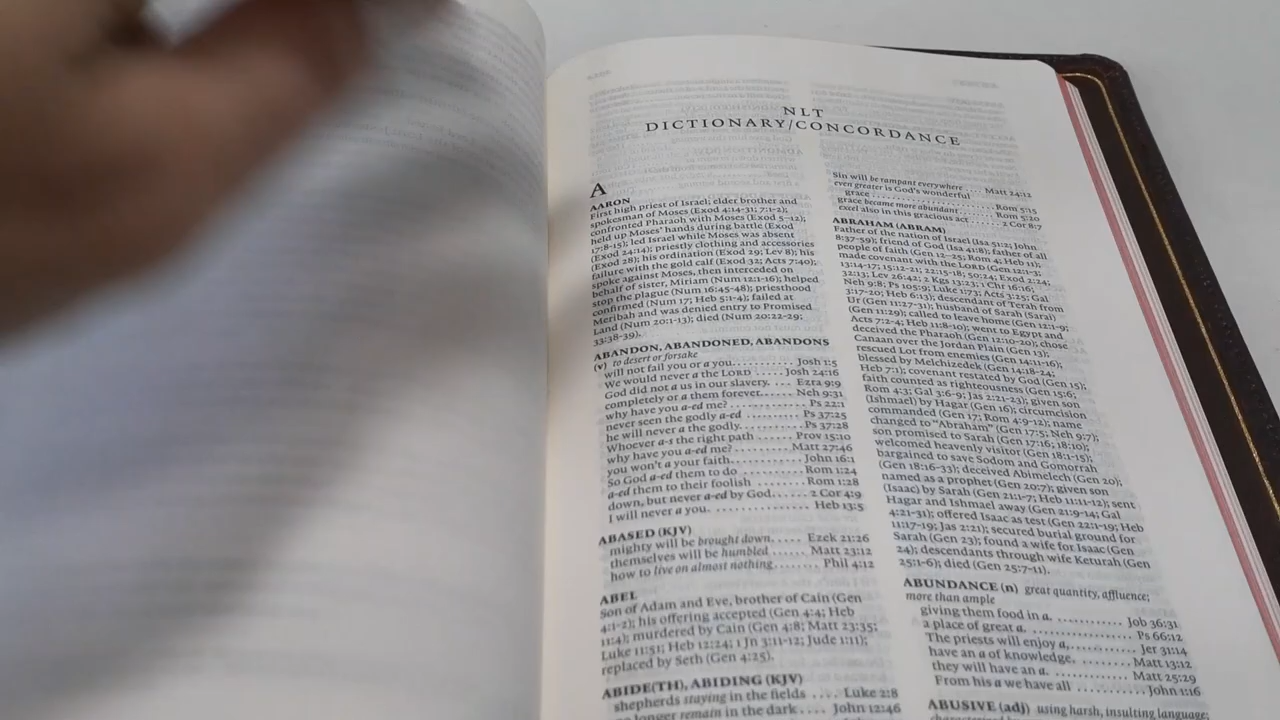 NLT
DICTIONARY/CONCORDANCE
A
AARON
First high priest of Israel; elder brother and
spokesman of Moses (Exod 4:14-31; 7:1-2);
confronted Pharaoh with Moses (Exod 5–12);
held up Moses' hands during battle (Exod
17:8-15); led Israel while Moses was absent
(Exod 24:14); priestly clothing and accessories
(Exod 28); his ordination (Exod 29; Lev 8); his
failure with the gold calf (Exod 32; Acts 7:40);
spoke against Moses, then interceded on
behalf of sister, Miriam (Num 12:1-16); helped
stop the plague (Num 16:45-48); priesthood
confirmed (Num 17; Heb 5:1-4); failed at
Meribah and was denied entry to Promised
Land (Num 20:1-13); died (Num 20:22-29;
33:38-39).
ABANDON, ABANDONED, ABANDONS
(v) to desert or forsake
will not fail you or a you. Josh 1:5
We would never a the LORD Josh 24:16
God did not a us in our slavery. Ezra 9:9
completely or a them forever. Neh 9:31
why have you a-ed me? Ps 22:1
never seen the godly a-ed Ps 37:25
he will never a the godly. Ps 37:28
Whoever a-s the right path Prov 15:10
why have you a-ed me? Matt 27:46
you won't a your faith. John 16:1
So God a-ed them to do Rom 1:24
a-ed them to their foolish Rom 1:28
down, but never a-ed by God. 2 Cor 4:9
I will never a you. Heb 13:5
ABASED (KJV)
mighty will be brought down. Ezek 21:26
themselves will be humbled Matt 23:12
how to live on almost nothing Phil 4:12
ABEL
Son of Adam and Eve, brother of Cain (Gen
4:1-2); his offering accepted (Gen 4:4; Heb
11:4); murdered by Cain (Gen 4:8; Matt 23:35;
Luke 11:51; Heb 12:24; 1 Jn 3:11-12; Jude 1:11);
replaced by Seth (Gen 4:25).
ABIDE(TH), ABIDING (KJV)
shepherds staying in the fields Luke 2:8
longer remain in the dark John 12:46
Sin will be rampant everywhere Matt 24:12
even greater is God's wonderful
grace Rom 5:15
grace became more abundant Rom 5:20
excel also in this gracious act 2 Cor 8:7
ABRAHAM (ABRAM)
Father of the nation of Israel (Isa 51:2; John
8:37-59); friend of God (Isa 41:8); father of all
people of faith (Gen 12–25; Rom 4; Heb 11);
made covenant with the LORD (Gen 12:1-3;
13:14-17; 15:12-21; 22:15-18; 50:24; Exod 3:16;
32:13; Lev 26:42; 2 Kgs 13:23; 1 Chr 16:16;
Neh 9:8; Ps 105:9; Luke 1:73; Acts 3:25; Gal
3:17-20; Heb 6:13); descendant of Terah from
Ur (Gen 11:27-31); husband of Sarah (Sarai)
(Gen 11:29); called to leave home (Gen 12:1-9;
Acts 7:2-4; Heb 11:8-10); went to Egypt and
deceived the Pharaoh (Gen 12:10-20); chose
Canaan over the Jordan Plain (Gen 13);
rescued Lot from enemies (Gen 14:11-16);
blessed by Melchizedek (Gen 14:18-24;
Heb 7:1); covenant restated by God (Gen 15);
faith counted as righteousness (Gen 15:6;
Rom 4:3; Gal 3:6-9; Jas 2:21-23); given son
(Ishmael) by Hagar (Gen 16); circumcision
commanded (Gen 17; Rom 4:9-12); name
changed to "Abraham" (Gen 17:5; Neh 9:7);
son promised to Sarah (Gen 17:16; 18:10);
welcomed heavenly visitor (Gen 18:1-15);
bargained to save Sodom and Gomorrah
(Gen 18:16-33); deceived Abimelech (Gen 20);
named as a prophet (Gen 20:7); given son
(Isaac) by Sarah (Gen 21:1-7; Heb 11:11-12); sent
Hagar and Ishmael away (Gen 21:9-14; Gal
4:21-31); offered Isaac as test (Gen 22:1-19; Heb
11:17-19; Jas 2:21); secured burial ground for
Sarah (Gen 23); found a wife for Isaac (Gen
24); descendants through wife Keturah (Gen
25:1-6); died (Gen 25:7-11).
ABUNDANCE (n) great quantity, affluence;
more than ample
giving them food in a. Job 36:31
a place of great a. Ps 66:12
The priests will enjoy a, Jer 31:14
have an a of knowledge. Matt 13:12
they will have an a. Matt 25:29
From his a we have all John 1:16
ABUSIVE (adj) using harsh, insulting language;